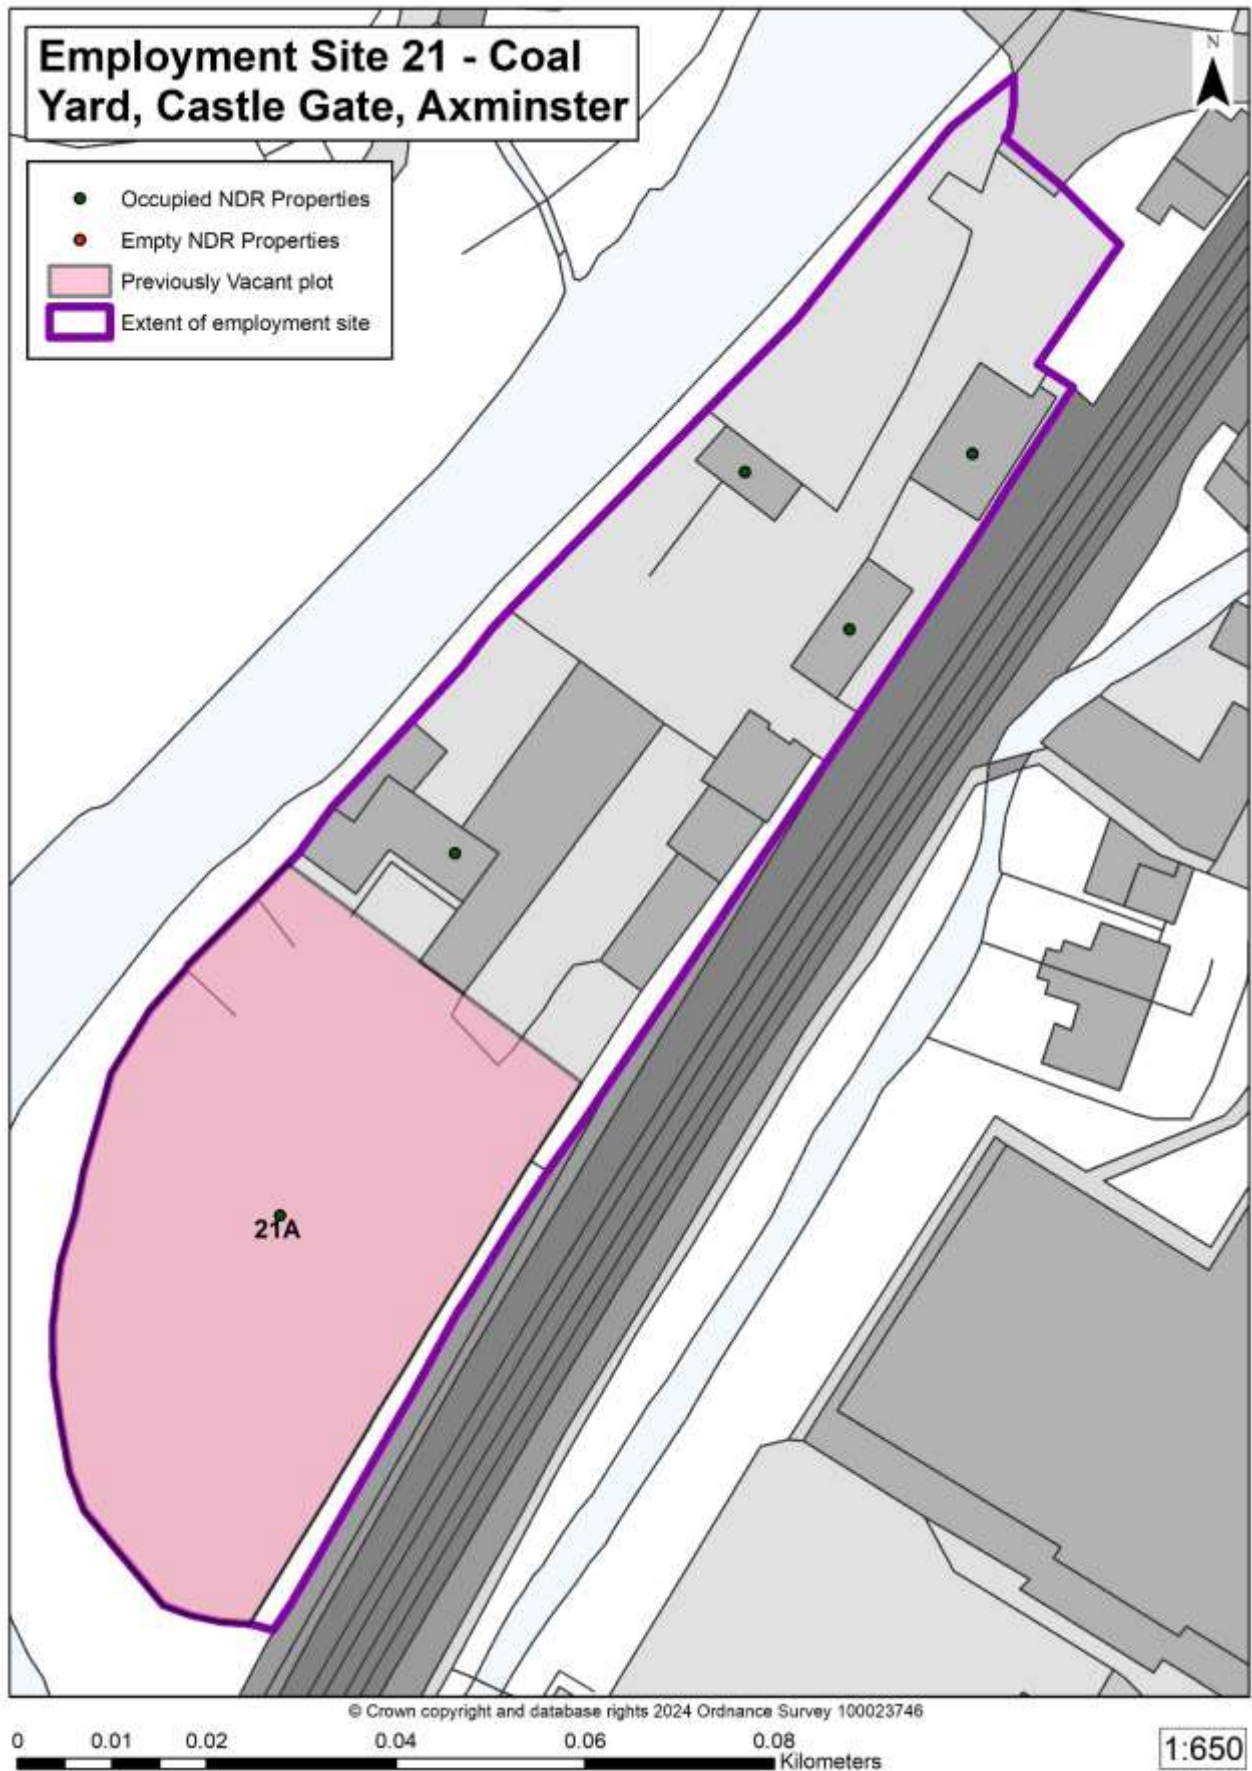 Employment Site 21 - Coal
Yard, Castle Gate, Axminster
N
Occupied NDR Properties
Empty NDR Properties
Previously Vacant plot
Extent of employment site
21A
© Crown copyright and database rights 2024 Ordnance Survey 100023746
0 0.01 0.02 0.04 0.06 0.08
Kilometers
1:650